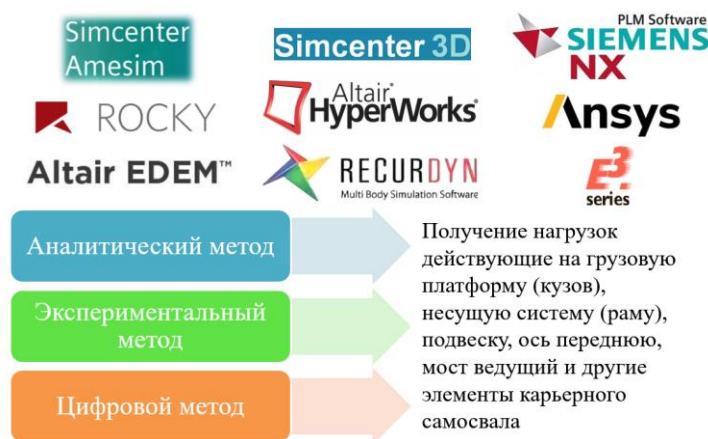 Simcenter
Amesim
Simcenter 3D
PLM Software
SIEMENS
NX
ROCKY
Altair
HyperWorks
Ansys
Altair EDEM™
RECURDYN
Multi Body Simulation Software
E³.
series
Аналитический метод
Экспериментальный
метод
Цифровой метод
Получение нагрузок
действующие на грузовую
платформу (кузов),
несущую систему (раму),
подвеску, ось переднюю,
мост ведущий и другие
элементы карьерного
самосвала